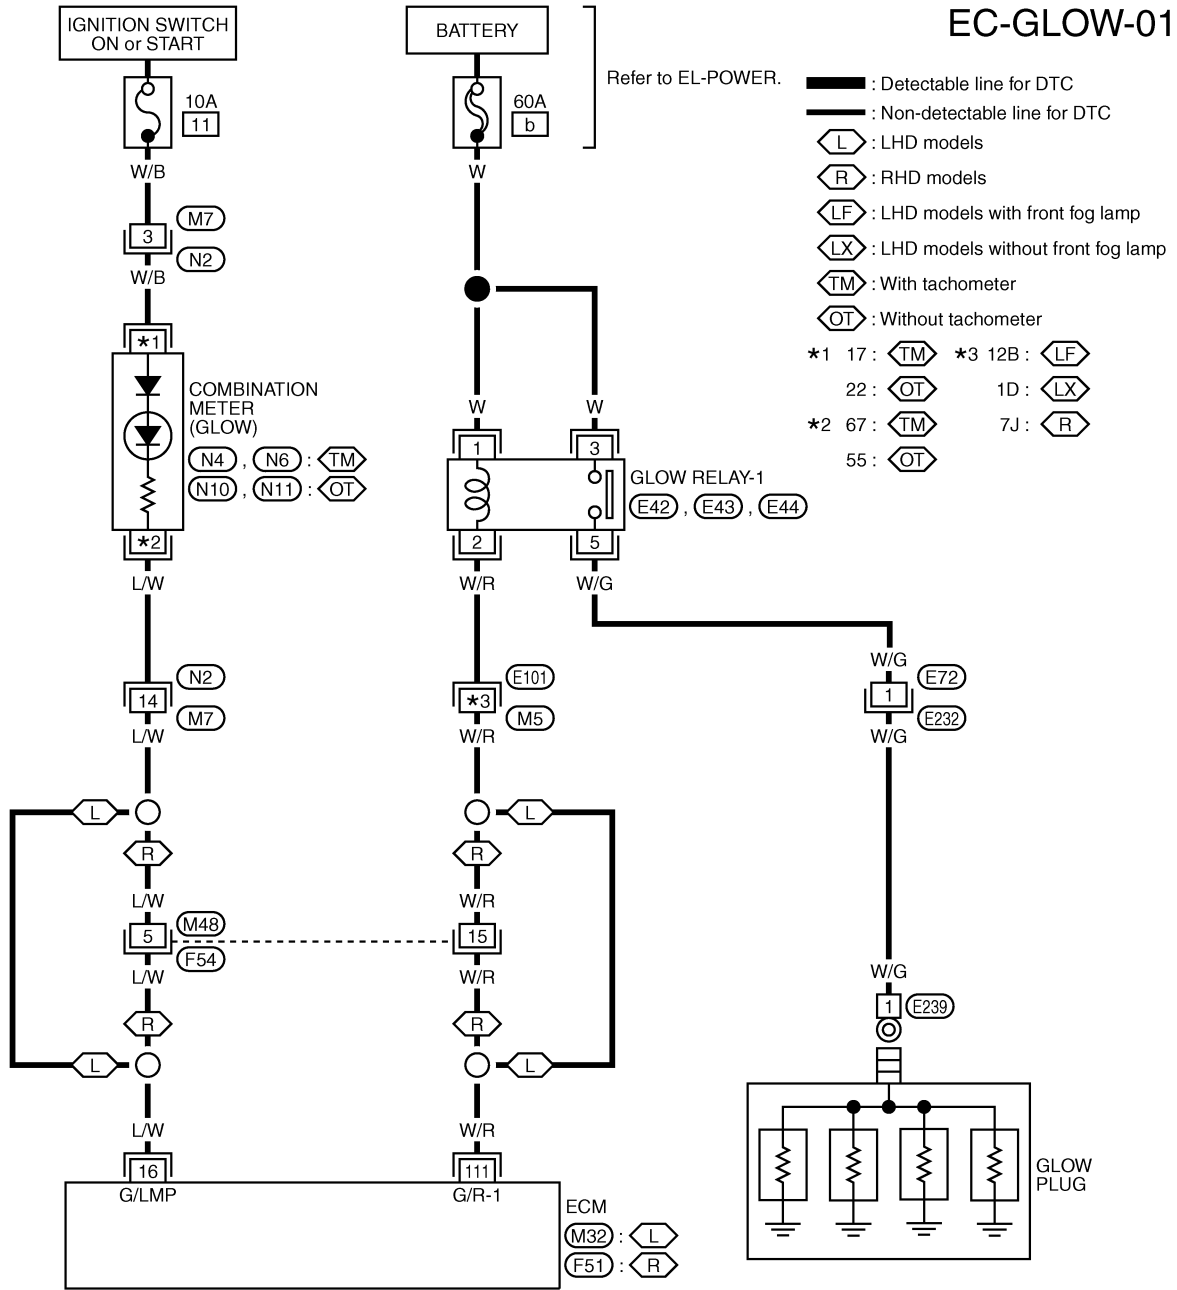 EC-GLOW-01
IGNITION SWITCH
ON or START
BATTERY
Refer to EL-POWER.
10A
11
60A
b
: Detectable line for DTC
: Non-detectable line for DTC
L : LHD models
R : RHD models
LF : LHD models with front fog lamp
LX : LHD models without front fog lamp
TM : With tachometer
OT : Without tachometer
*1 17 : TM *3 12B : LF
22 : OT 1D : LX
*2 67 : TM 7J : R
55 : OT
W/B
W
M7
3
N2
W/B
*1
COMBINATION
METER
(GLOW)
N4 , N6 : TM
N10 , N11 : OT
*2
W
W
1
3
GLOW RELAY-1
E42 , E43 , E44
2
5
L/W
W/R
W/G
W/G
N2
14
M7
E101
*3
M5
E72
1
E232
L/W
W/R
W/G
L
L
R
R
L/W
W/R
M48
5
F54
15
L/W
W/R
W/G
1
E239
R
R
L
L
L/W
W/R
16
111
G/LMP
G/R-1
ECM
M32 : L
F51 : R
GLOW
PLUG